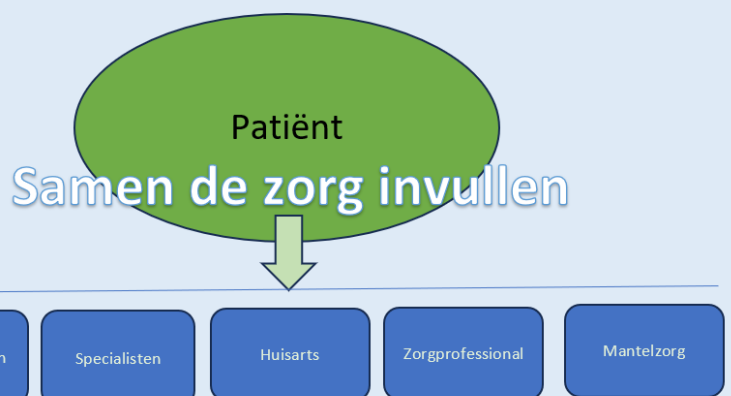 Patiënt
Samen de zorg invullen
Specialisten
Huisarts
Zorgprofessional
Mantelzorg